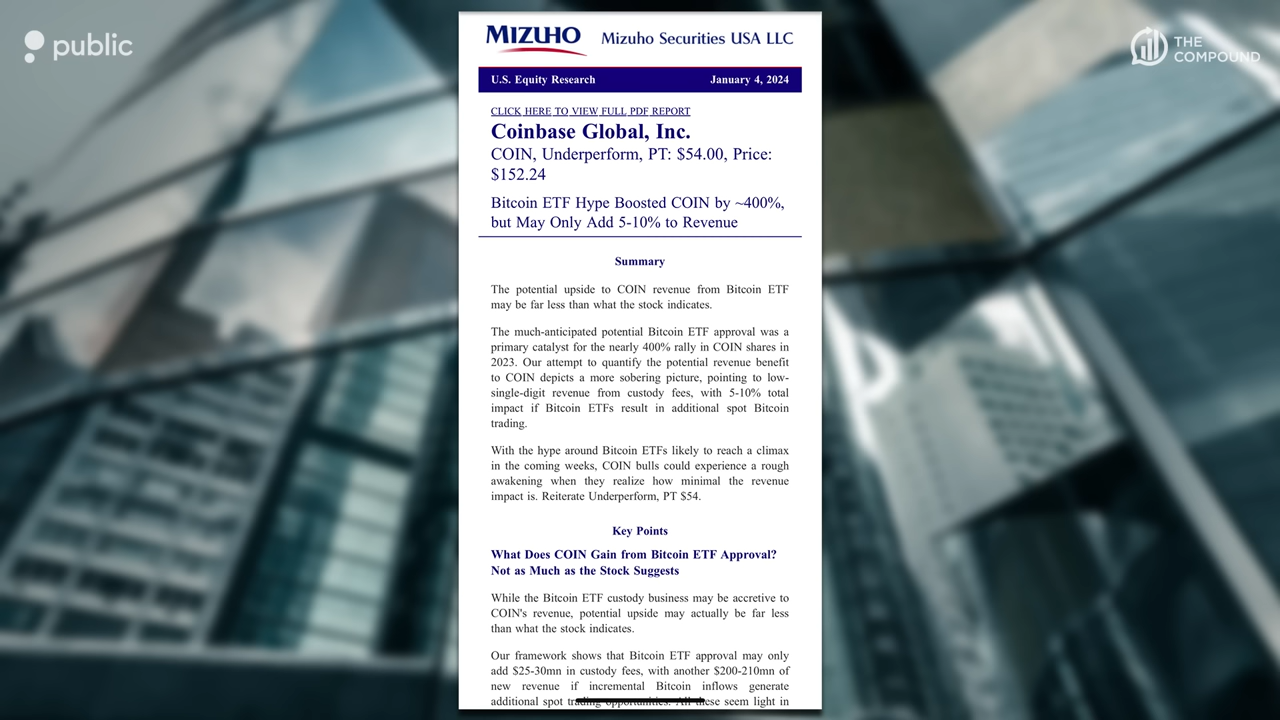 public
THE
COMPOUND
MIZUHO Mizuho Securities USA LLC
U.S. Equity Research January 4, 2024
CLICK HERE TO VIEW FULL PDF REPORT
Coinbase Global, Inc.
COIN, Underperform, PT: $54.00, Price:
$152.24
Bitcoin ETF Hype Boosted COIN by ~400%,
but May Only Add 5-10% to Revenue
Summary
The potential upside to COIN revenue from Bitcoin ETF
may be far less than what the stock indicates.
The much-anticipated potential Bitcoin ETF approval was a
primary catalyst for the nearly 400% rally in COIN shares in
2023. Our attempt to quantify the potential revenue benefit
to COIN depicts a more sobering picture, pointing to low-
single-digit revenue from custody fees, with 5-10% total
impact if Bitcoin ETFs result in additional spot Bitcoin
trading.
With the hype around Bitcoin ETFs likely to reach a climax
in the coming weeks, COIN bulls could experience a rough
awakening when they realize how minimal the revenue
impact is. Reiterate Underperform, PT $54.
Key Points
What Does COIN Gain from Bitcoin ETF Approval?
Not as Much as the Stock Suggests
While the Bitcoin ETF custody business may be accretive to
COIN's revenue, potential upside may actually be far less
than what the stock indicates.
Our framework shows that Bitcoin ETF approval may only
add $25-30mn in custody fees, with another $200-210mn of
new revenue if incremental Bitcoin inflows generate
additional spot trading opportunities. All these seem light in